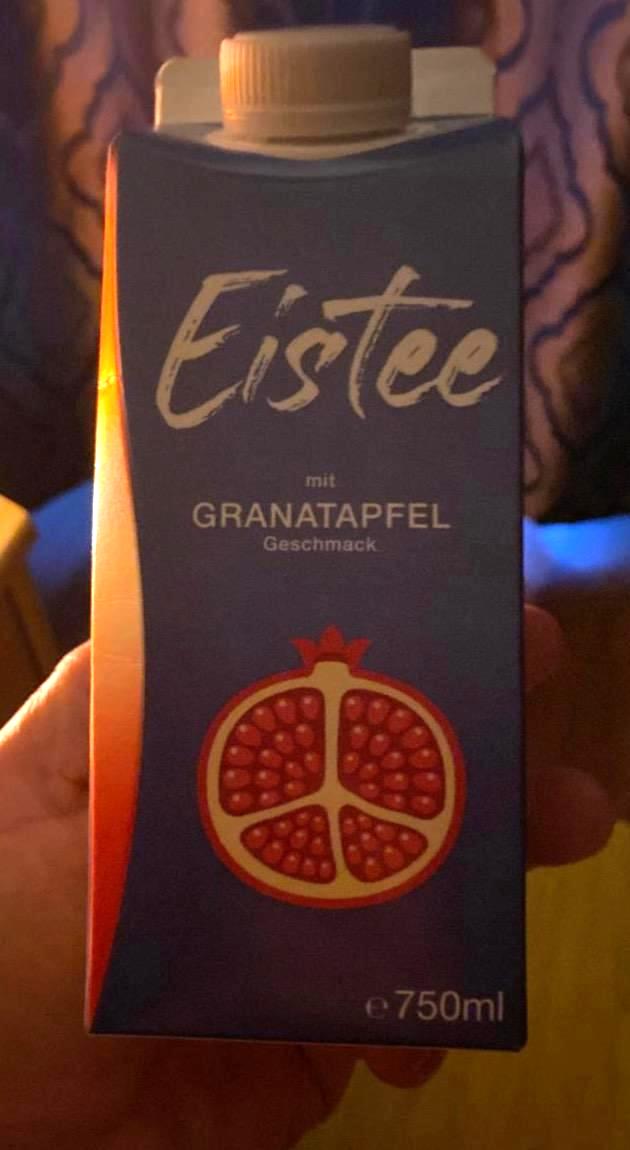 Eistee
mit
GRANATAPFEL
Geschmack
℮ 750ml